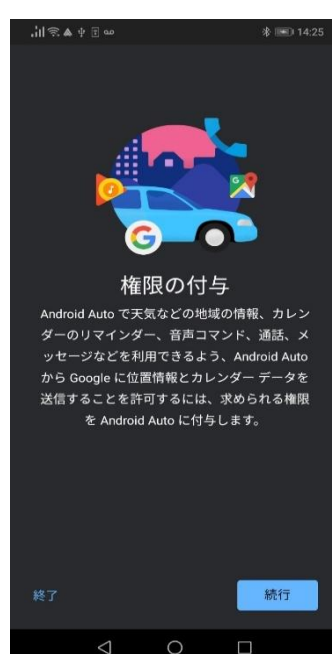 14:25
権限の付与
Android Auto で天気などの地域の情報、カレン
ダーのリマインダー、音声コマンド、通話、メ
ッセージなどを利用できるよう、Android Auto
から Google に位置情報とカレンダー データを
送信することを許可するには、求められる権限
を Android Auto に付与します。
終了
続行